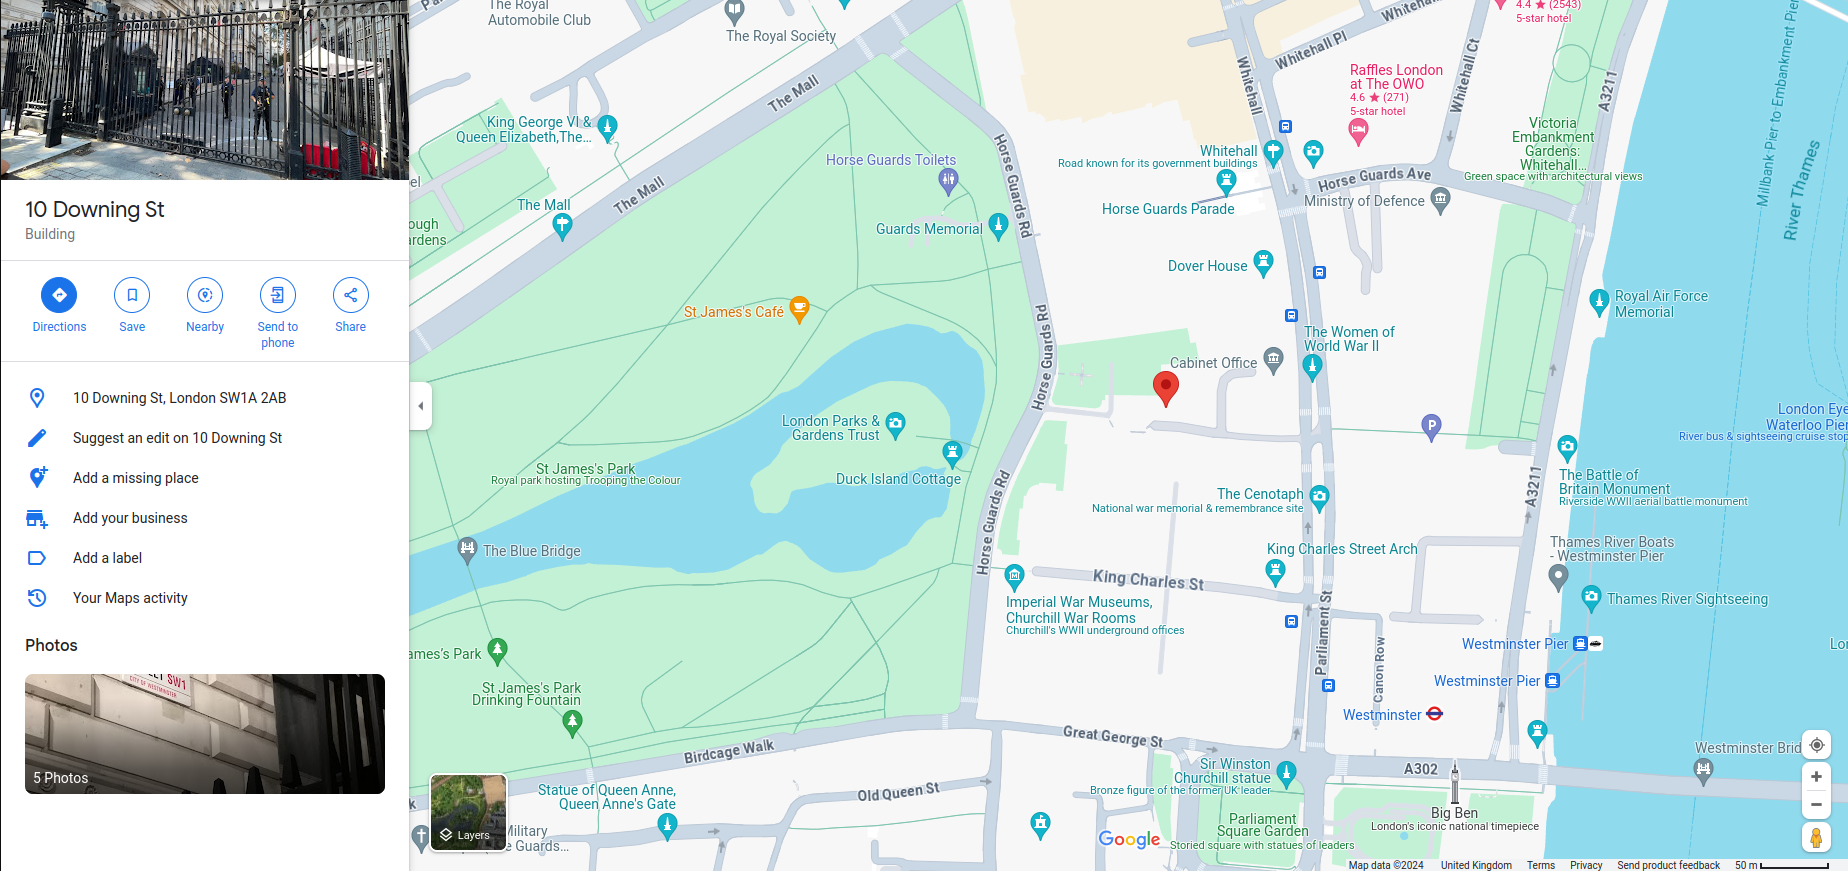 10 Downing St
Building
Directions
Save
Nearby
Send to
phone
Share
10 Downing St, London SW1A 2AB
Suggest an edit on 10 Downing St
Add a missing place
Add your business
Add a label
Your Maps activity
Photos
SW1
CITY OF WESTMINSTER
5 Photos
The Royal
Automobile Club
The Royal Society
The Mall
King George VI &
Queen Elizabeth,The...
The Mall
The Mall
Horse Guards Toilets
Guards Memorial
Horse Guards Rd
St James's Café
London Parks &
Gardens Trust
Duck Island Cottage
St James's Park
Royal park hosting Trooping the Colour
The Blue Bridge
Horse Guards Rd
Horse Guards Rd
James's Park
St James's Park
Drinking Fountain
Birdcage Walk
Statue of Queen Anne,
Queen Anne's Gate
Military
Guards...
Layers
Old Queen St
Great George St
Whitehall
Whitehall Pl
Whitehall
Whitehall Ct
4.4 ★ (2543)
5-star hotel
Raffles London
at The OWO
4.6 ★ (271)
5-star hotel
Whitehall
Road known for its government buildings
Horse Guards Parade
Horse Guards Ave
Ministry of Defence
Victoria
Embankment
Gardens:
Whitehall...
Green space with architectural views
A3211
Millbank Pier to Embankment Pier
River Thames
Dover House
Royal Air Force
Memorial
The Women of
World War II
Cabinet Office
P
London Eye
Waterloo Pier
River bus & sightseeing cruise stop
The Battle of
Britain Monument
Riverside WWII aerial battle monument
A3211
The Cenotaph
National war memorial & remembrance site
King Charles Street Arch
King Charles St
Imperial War Museums,
Churchill War Rooms
Churchill's WWII underground offices
Thames River Boats
- Westminster Pier
Thames River Sightseeing
Westminster Pier
Westminster Pier
Parliament St
Canon Row
Westminster
A302
Sir Winston
Churchill statue
Bronze figure of the former UK leader
Westminster Brid
Big Ben
London's iconic national timepiece
Parliament
Square Garden
Storied square with statues of leaders
Google
Map data ©2024
United Kingdom
Terms
Privacy
Send product feedback
50 m